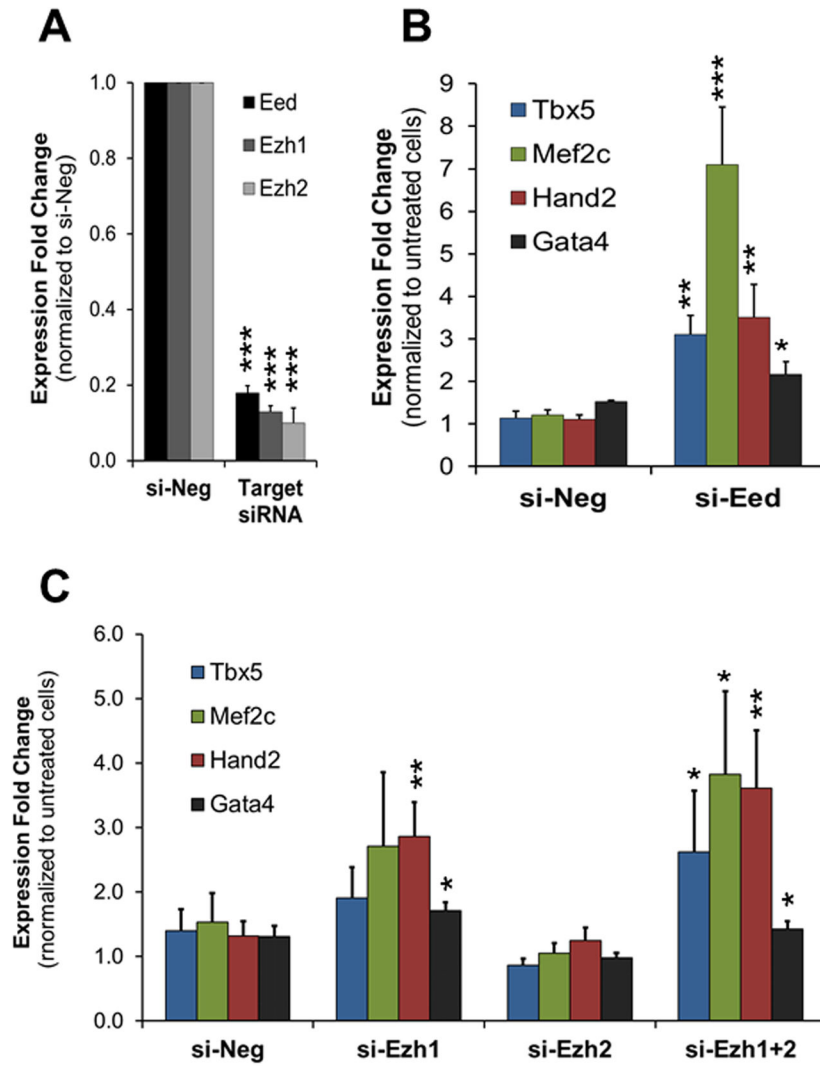 A
Expression Fold Change
(normalized to si-Neg)
1.0
0.8
0.6
0.4
0.2
0.0
Eed
Ezh1
Ezh2
***
***
***
si-Neg
Target
siRNA
B
Expression Fold Change
(normalized to untreated cells)
9
8
7
6
5
4
3
2
1
0
Tbx5
Mef2c
Hand2
Gata4
**
***
**
*
si-Neg
si-Eed
C
Expression Fold Change
(rnormalized to untreated cells)
6.0
5.0
4.0
3.0
2.0
1.0
0.0
Tbx5
Mef2c
Hand2
Gata4
**
*
*
*
**
*
si-Neg
si-Ezh1
si-Ezh2
si-Ezh1+2